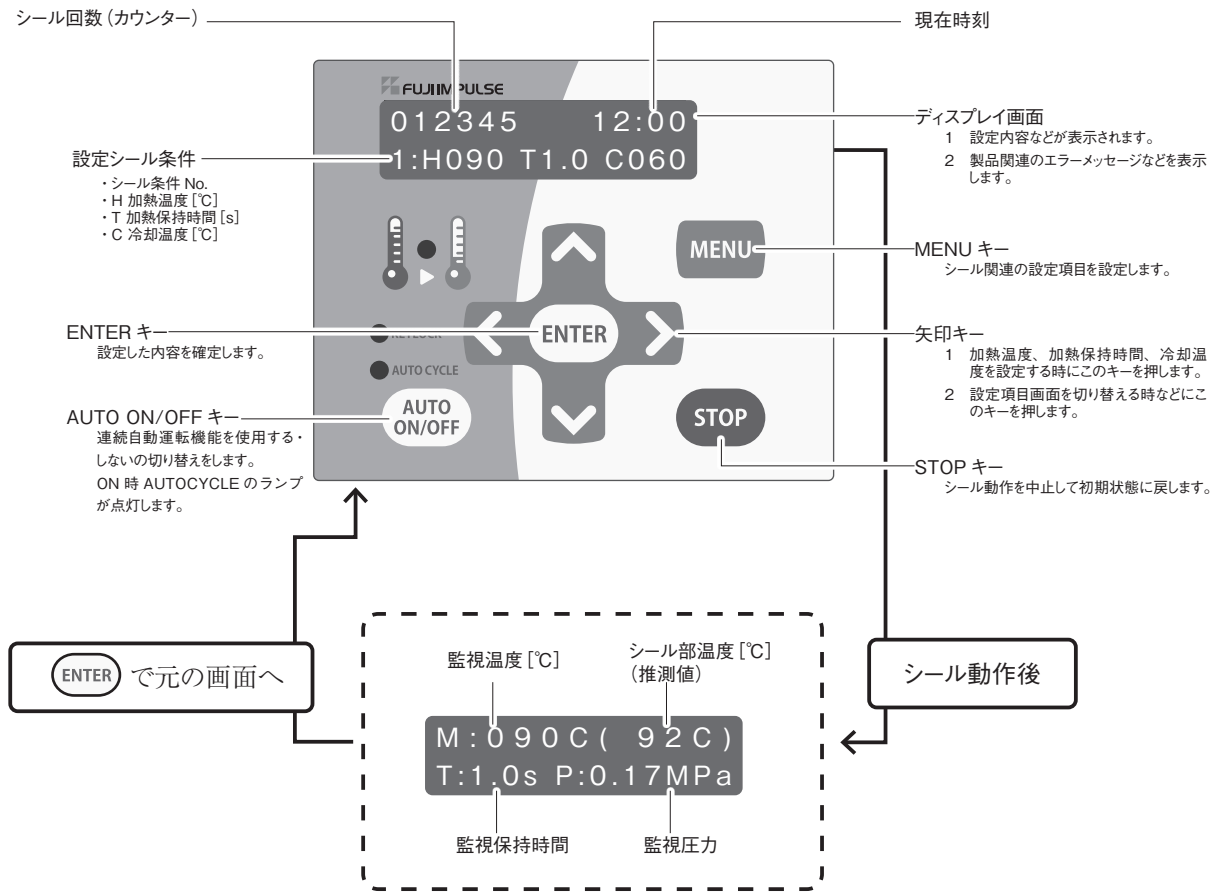 シール回数（カウンター）
現在時刻
FUJI IMPULSE
012345 12:00
1:H090 T1.0 C060
設定シール条件
・シール条件 No.
・H 加熱温度［℃］
・T 加熱保持時間［s］
・C 冷却温度［℃］
ディスプレイ画面
1 設定内容などが表示されます。
2 製品関連のエラーメッセージなどを表示
します。
MENU
MENU キー
シール関連の設定項目を設定します。
ENTER キー
設定した内容を確定します。
KEYLOCK
ENTER
矢印キー
1 加熱温度、加熱保持時間、冷却温
度を設定する時にこのキーを押します。
2 設定項目画面を切り替える時などにこ
のキーを押します。
AUTO CYCLE
AUTO
ON/OFF
AUTO ON/OFF キー
連続自動運転機能を使用する・
しないの切り替えをします。
ON 時 AUTOCYCLE のランプ
が点灯します。
STOP
STOP キー
シール動作を中止して初期状態に戻します。
ENTER で元の画面へ
監視温度［℃］
シール部温度［℃］
（推測値）
M:090C( 92C)
T:1.0s P:0.17MPa
監視保持時間
監視圧力
シール動作後